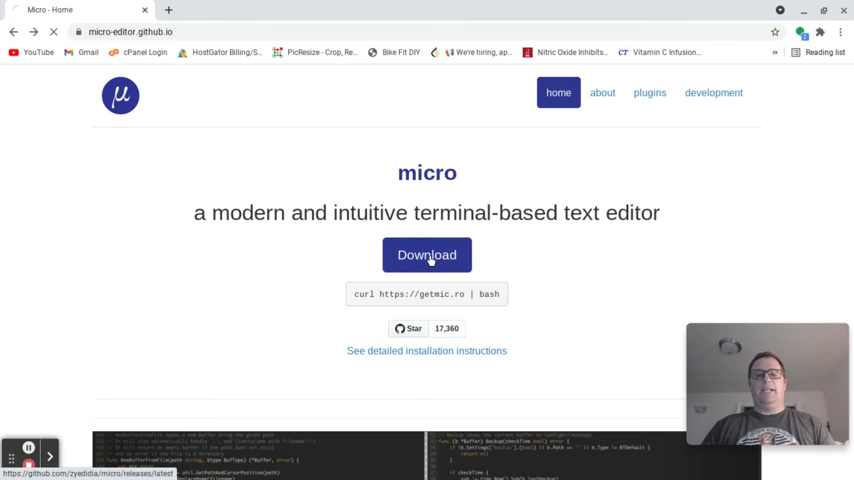 Micro - Home
micro-editor.github.io
YouTube
Gmail
cPanel Login
HostGator Billing/S...
PicResize - Crop, Re...
Bike Fit DIY
We're hiring, ap...
Nitric Oxide Inhibits...
CT Vitamin C Infusion...
»
Reading list
µ
home
about
plugins
development
micro
a modern and intuitive terminal-based text editor
Download
curl https://getmic.ro | bash
Star 17,360
See detailed installation instructions
https://github.com/zyedidia/micro/releases/latest